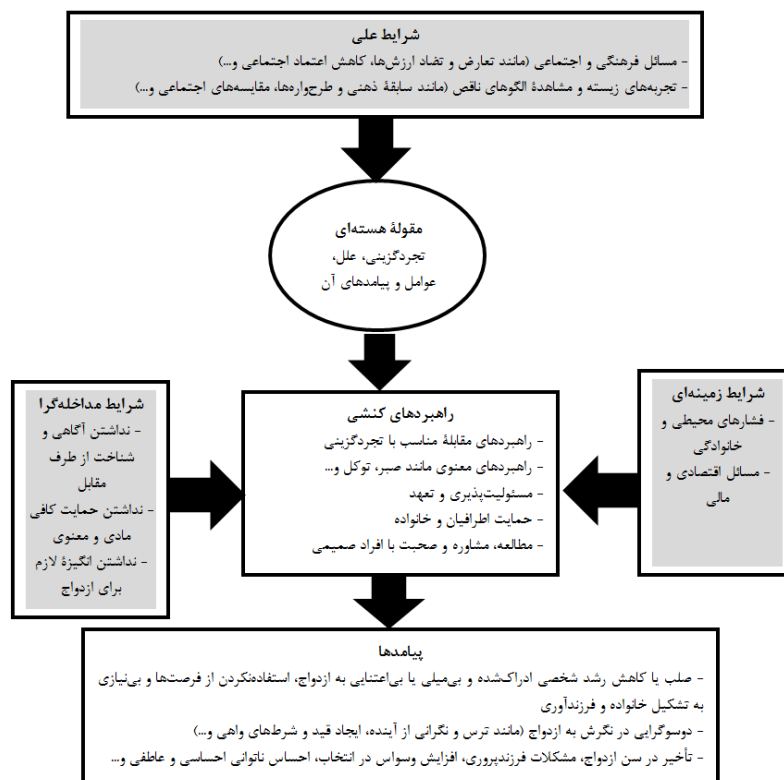 شرایط علی
- مسائل فرهنگی و اجتماعی (مانند تعارض و تضاد ارزش‌ها، کاهش اعتماد اجتماعی و...)
- تجربه‌های زیسته و مشاهدۀ الگوهای ناقص (مانند سابقۀ ذهنی و طرح‌واره‌ها، مقایسه‌های اجتماعی و...)
مقولۀ هسته‌ای
تجردگزینی، علل،
عوامل و پیامدهای آن
شرایط زمینه‌ای
- فشارهای محیطی و
خانوادگی
- مسائل اقتصادی و
مالی
راهبردهای کنشی
- راهبردهای مقابلۀ مناسب با تجردگزینی
- راهبردهای معنوی مانند صبر، توکل و...
- مسئولیت‌پذیری و تعهد
- حمایت اطرافیان و خانواده
- مطالعه، مشاوره و صحبت با افراد صمیمی
شرایط مداخله‌گرا
- نداشتن آگاهی و
شناخت از طرف
مقابل
- نداشتن حمایت کافی
مادی و معنوی
- نداشتن انگیزۀ لازم
برای ازدواج
پیامدها
- صلب یا کاهش رشد شخصی ادراک‌شده و بی‌میلی یا بی‌اعتنایی به ازدواج، استفاده‌نکردن از فرصت‌ها و بی‌نیازی
به تشکیل خانواده و فرزندآوری
- دوسوگرایی در نگرش به ازدواج (مانند ترس و نگرانی از آینده، ایجاد قید و شرط‌های واهی و...)
- تأخیر در سن ازدواج، مشکلات فرزندپروری، افزایش وسواس در انتخاب، احساس ناتوانی احساسی و عاطفی و...